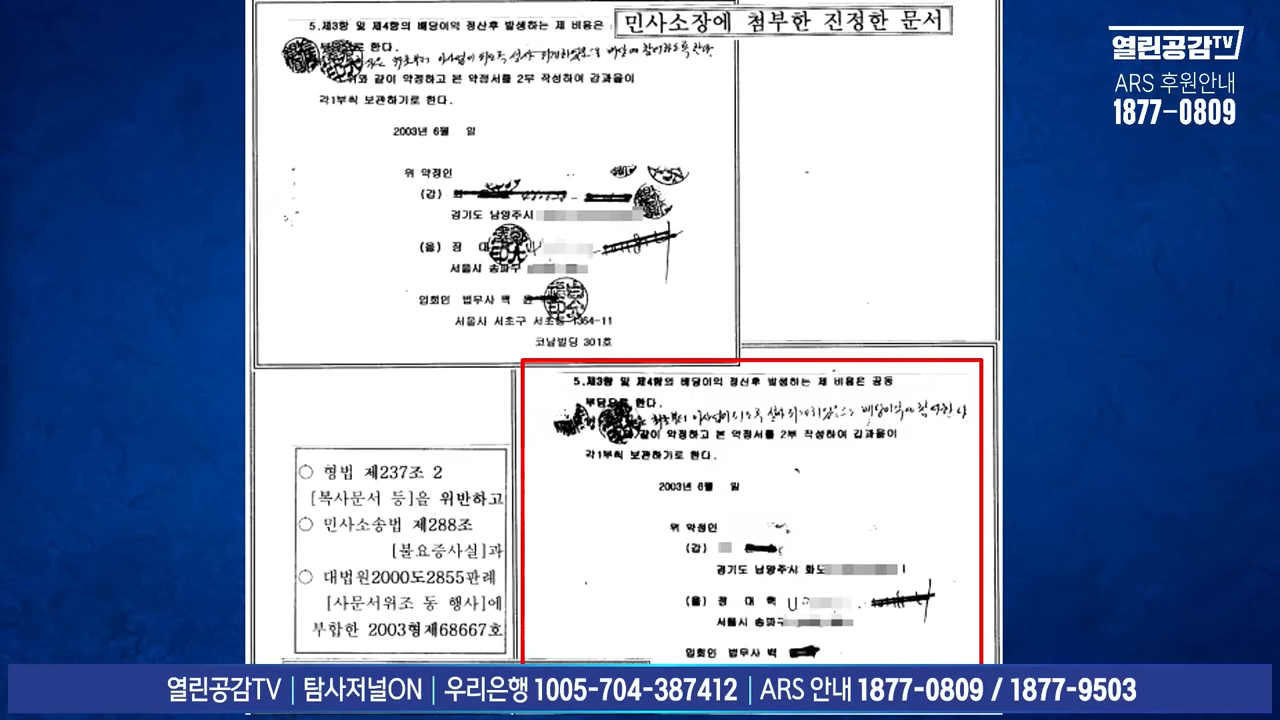 5.제3항 및 제4항의 배당이익 정산후 발생하는 제 비용은
민사소장에 첨부한 진정한 문서
한다.
위와 같이 약정하고 본 약정서를 2부 작성하여 갑과을이
각1부씩 보관하기로 한다.
2003년 6월 일
위 약정인
(갑)
경기도 남양주시
(을) 정 대
서울시 송파구
입회인 법무사 백
서울시 서초구 서초동 1364-11
코남빌딩 301호
열린공감TV
ARS 후원안내
1877-0809
5.제3항 및 제4항의 배당이익 정산후 발생하는 제 비용은 공동
부담으로 한다.
같이 약정하고 본 약정서를 2부 작성하여 갑과을이
각1부씩 보관하기로 한다.
2003년 6월 일
위 약정인
(갑)
경기도 남양주시 화도
(을) 정 대 택
서울시 송파구
입회인 법무사 백
○ 형법 제237조 2
[복사문서 등]을 위반하고
○ 민사소송법 제288조
[불요증사실]과
○ 대법원2000도2855판례
[사문서위조 동 행사]에
부합한 2003형제68667호
열린공감TV | 탐사저널ON | 우리은행 1005-704-387412 | ARS 안내 1877-0809 / 1877-9503